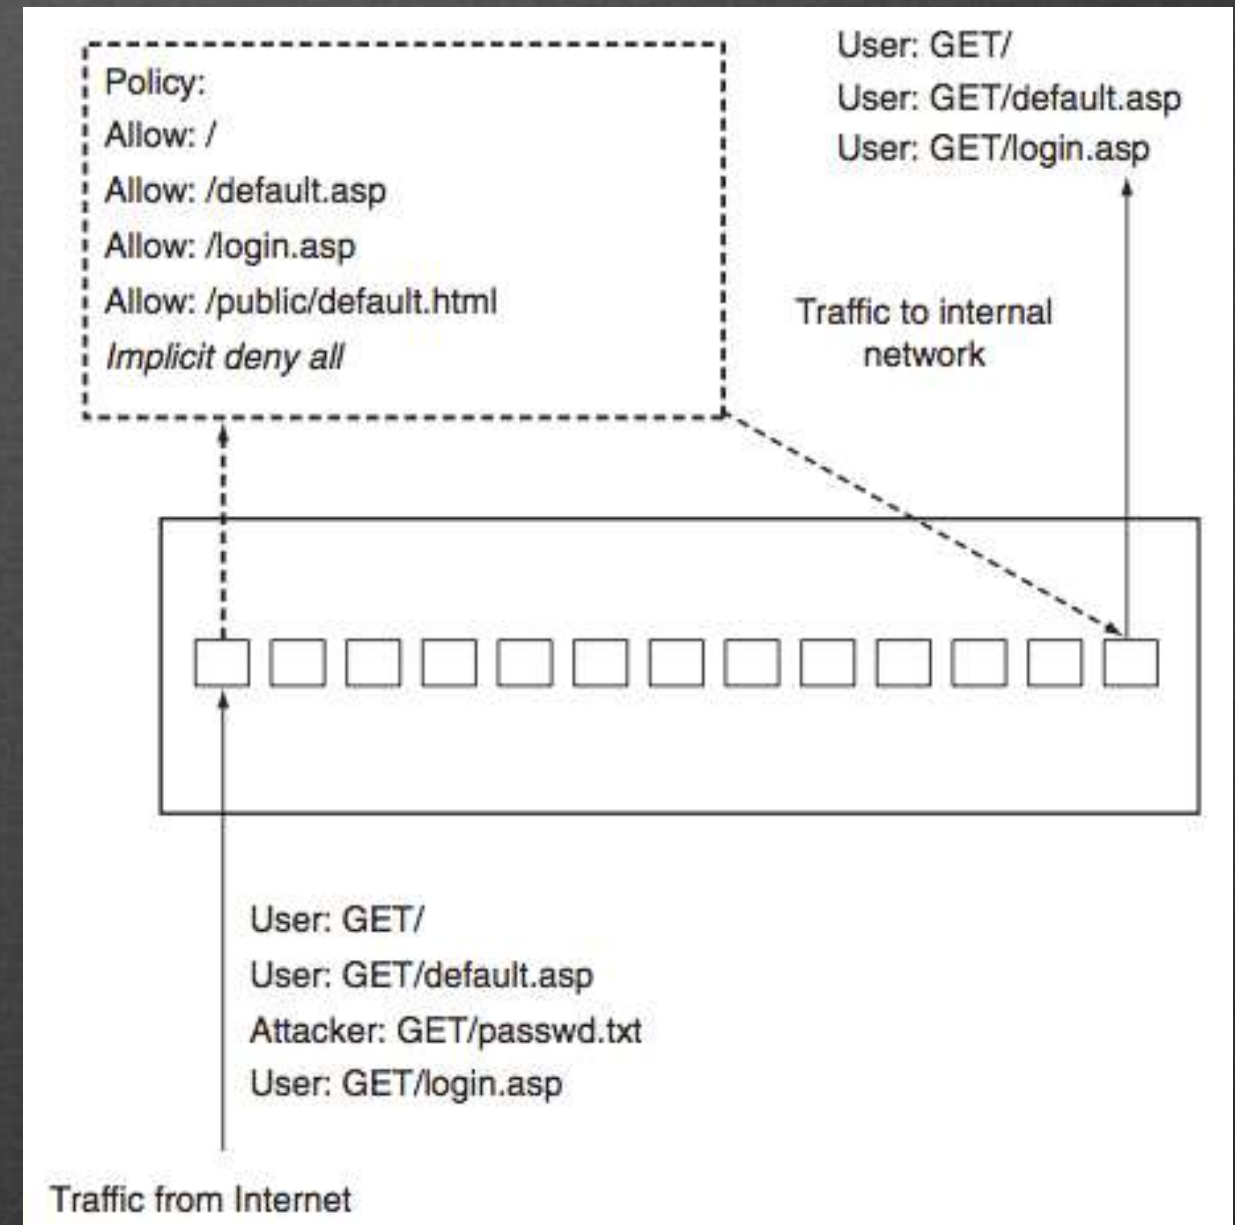 Policy:
Allow: /
Allow: /default.asp
Allow: /login.asp
Allow: /public/default.html
Implicit deny all
User: GET/
User: GET/default.asp
User: GET/login.asp
Traffic to internal
network
User: GET/
User: GET/default.asp
Attacker: GET/passwd.txt
User: GET/login.asp
Traffic from Internet